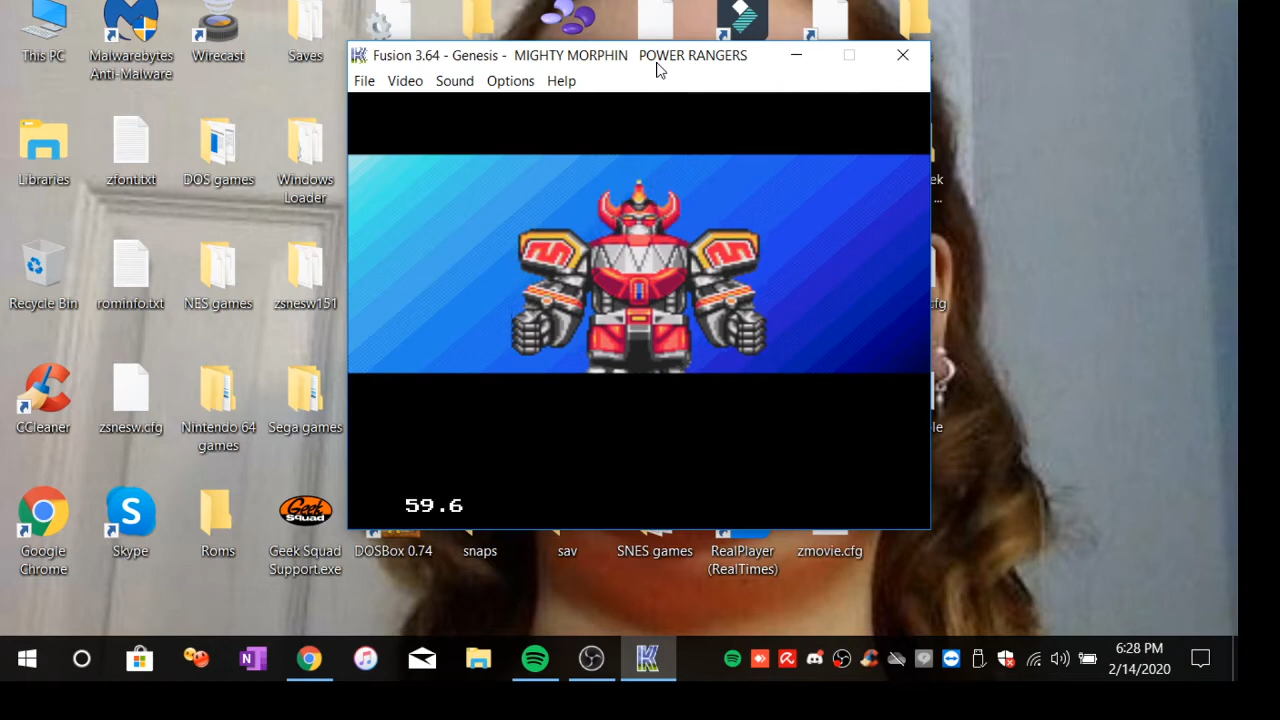 Fusion 3.64 - Genesis - MIGHTY MORPHIN POWER RANGERS
File Video Sound Options Help
59.6
This PC
Malwarebytes
Anti-Malware
Wirecast
Saves
Libraries
zfont.txt
DOS games
Windows
Loader
Recycle Bin
rominfo.txt
NES games
zsnesw151
CCleaner
zsnesw.cfg
Nintendo 64
games
Sega games
Google
Chrome
Skype
Roms
Geek Squad
Support.exe
DOSBox 0.74
snaps
sav
SNES games
RealPlayer
(RealTimes)
zmovie.cfg
6:28 PM
2/14/2020